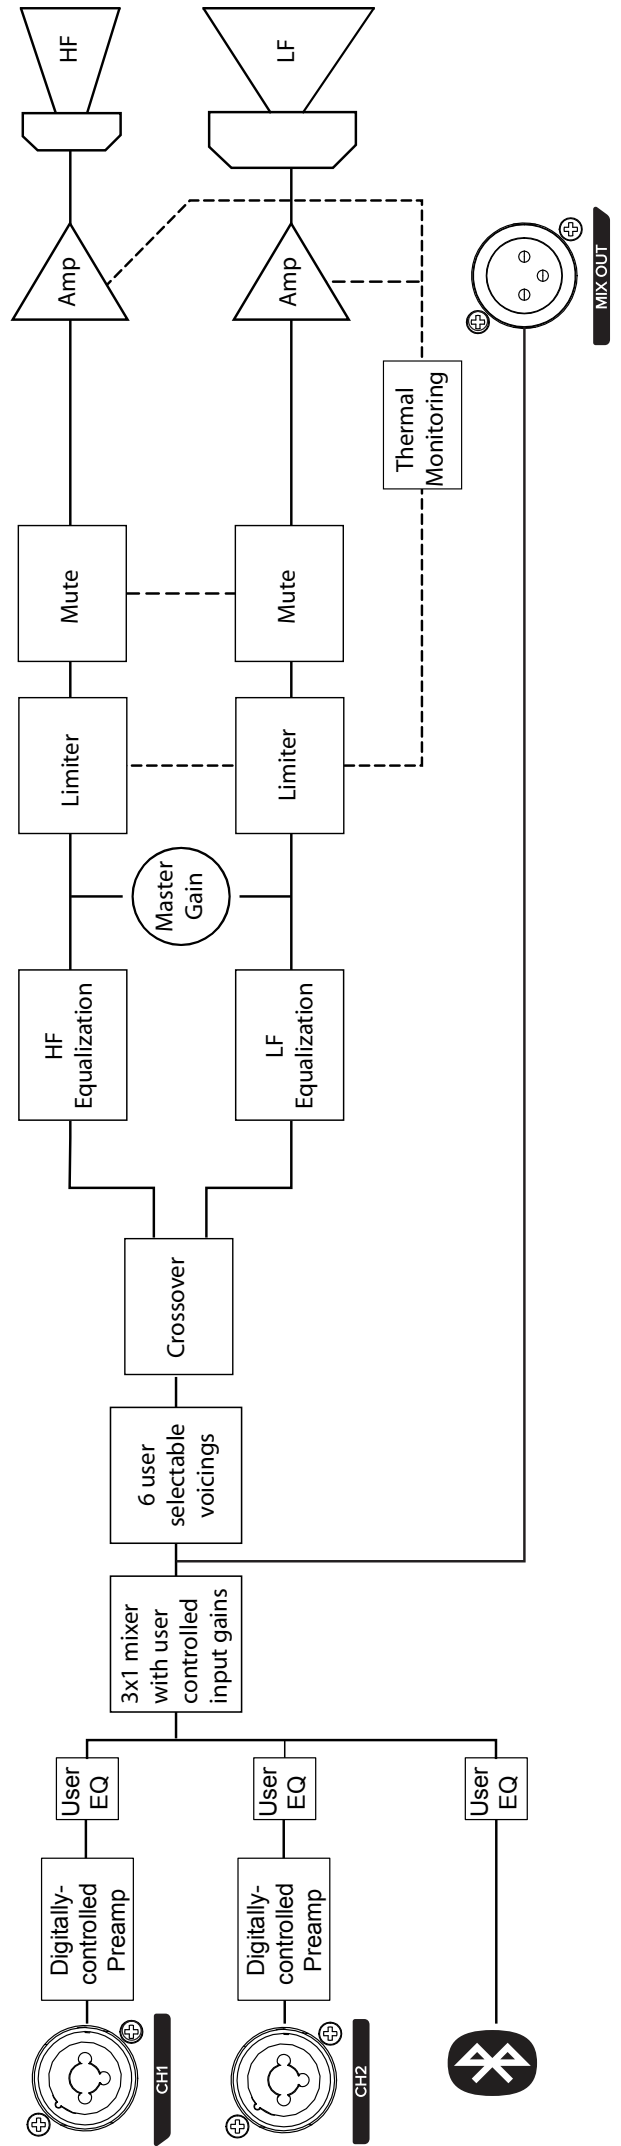 CH1
Digitally-
controlled
Preamp
User
EQ
CH2
Digitally-
controlled
Preamp
User
EQ
User
EQ
3x1 mixer
with user
controlled
input gains
6 user
selectable
voicings
Crossover
HF
Equalization
LF
Equalization
Master
Gain
Limiter
Limiter
Mute
Mute
Thermal
Monitoring
Amp
Amp
HF
LF
MIX OUT